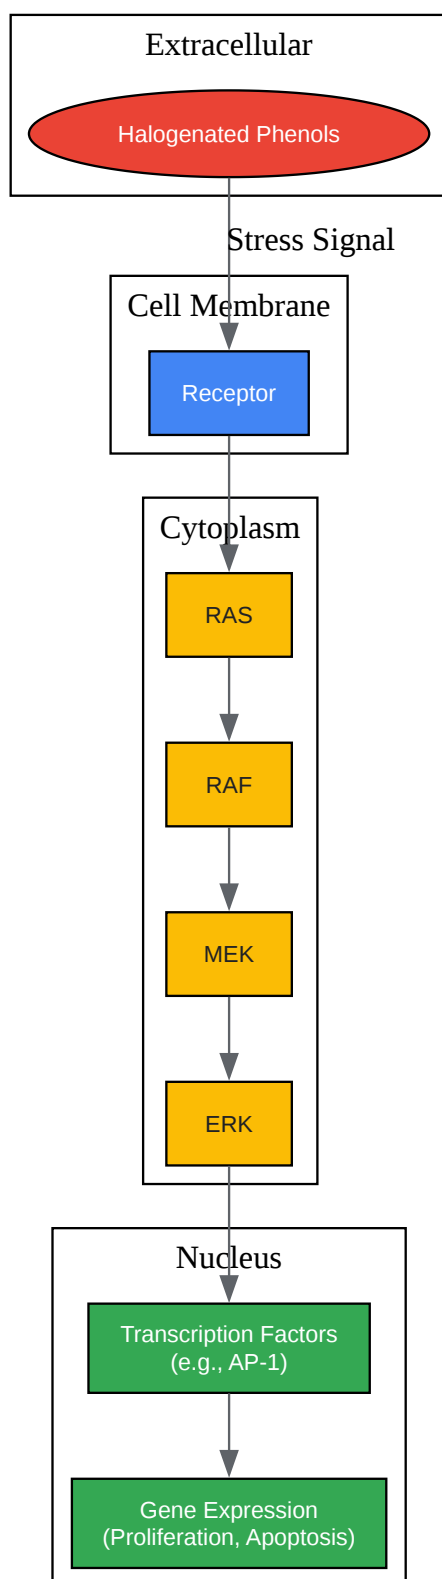 Extracellular
Halogenated Phenols
Stress Signal
Cell Membrane
Receptor
Cytoplasm
RAS
RAF
MEK
ERK
Nucleus
Transcription Factors
(e.g., AP-1)
Gene Expression
(Proliferation, Apoptosis)